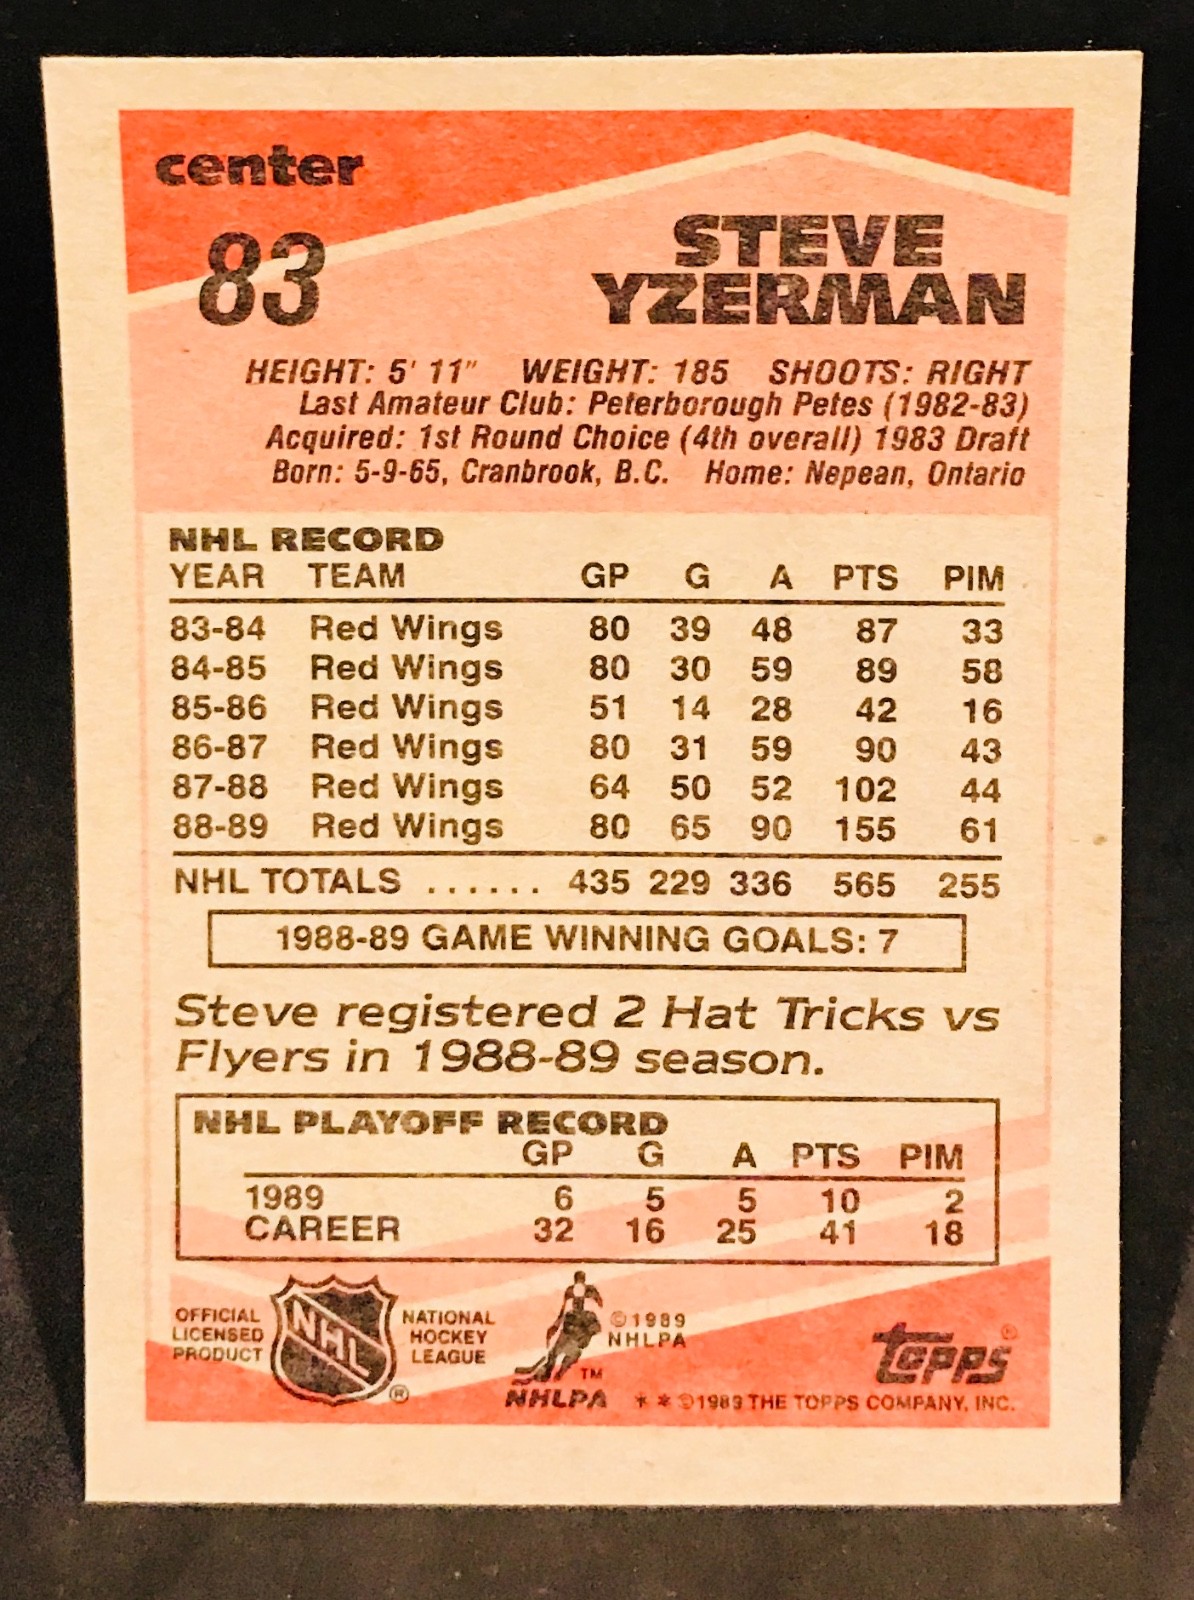 center
83
STEVE
YZERMAN
HEIGHT: 5' 11" WEIGHT: 185 SHOOTS: RIGHT
Last Amateur Club: Peterborough Petes (1982-83)
Acquired: 1st Round Choice (4th overall) 1983 Draft
Born: 5-9-65, Cranbrook, B.C. Home: Nepean, Ontario
NHL RECORD
YEAR TEAM GP G A PTS PIM
83-84 Red Wings 80 39 48 87 33
84-85 Red Wings 80 30 59 89 58
85-86 Red Wings 51 14 28 42 16
86-87 Red Wings 80 31 59 90 43
87-88 Red Wings 64 50 52 102 44
88-89 Red Wings 80 65 90 155 61
NHL TOTALS ...... 435 229 336 565 255
1988-89 GAME WINNING GOALS: 7
Steve registered 2 Hat Tricks vs
Flyers in 1988-89 season.
NHL PLAYOFF RECORD
GP G A PTS PIM
1989 6 5 5 10 2
CAREER 32 16 25 41 18
OFFICIAL
LICENSED
PRODUCT
NHL
®
NATIONAL
HOCKEY
LEAGUE
™
NHLPA
©1989
NHLPA
topps®
* * ©1989 THE TOPPS COMPANY, INC.